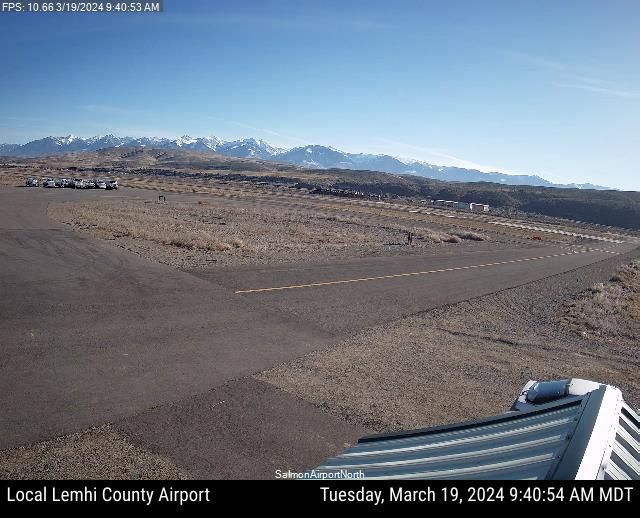 FPS: 10.66 3/19/2024 9:40:53 AM
SalmonAirportNorth
Local Lemhi County Airport Tuesday, March 19, 2024 9:40:54 AM MDT